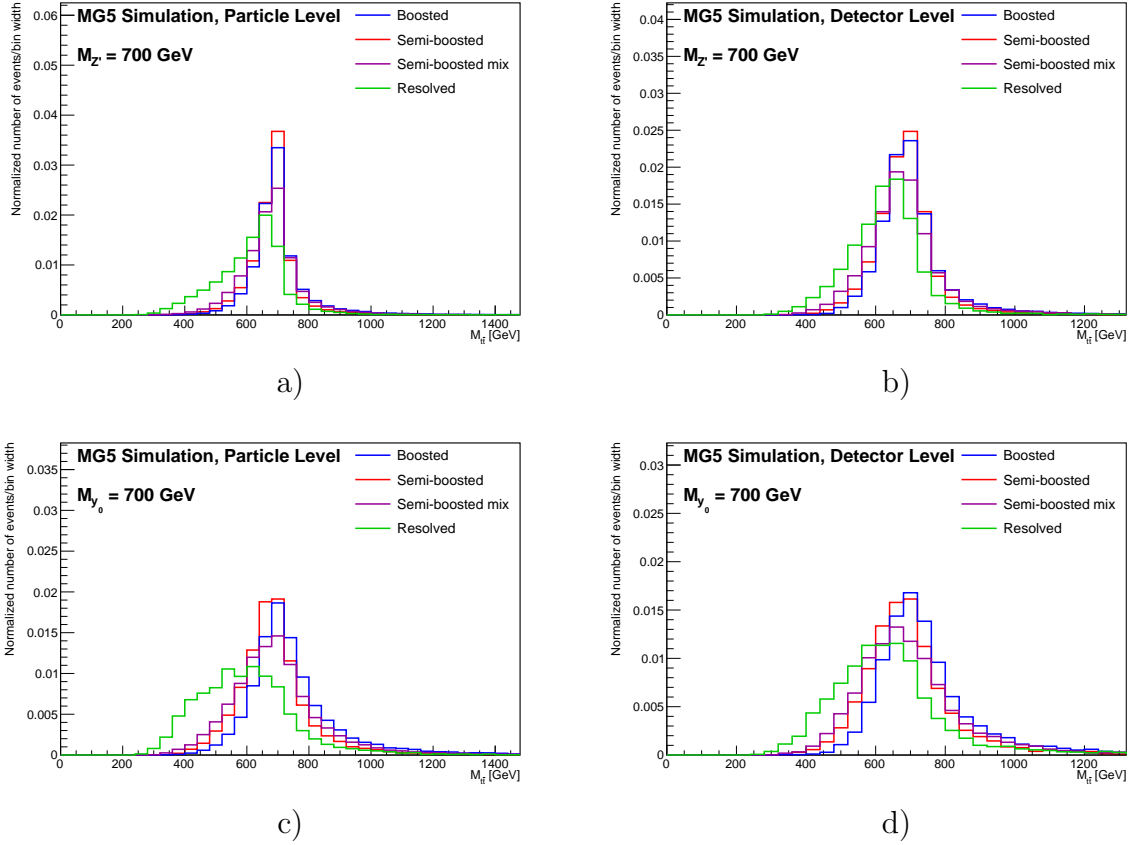 MG5 Simulation, Particle Level
M_Z' = 700 GeV
Boosted
Semi-boosted
Semi-boosted mix
Resolved
Normalized number of events/bin width
0.06
0.05
0.04
0.03
0.02
0.01
0
0 200 400 600 800 1000 1200 1400
M_tt̄ [GeV]
a)
MG5 Simulation, Detector Level
M_Z' = 700 GeV
Boosted
Semi-boosted
Semi-boosted mix
Resolved
Normalized number of events/bin width
0.04
0.035
0.03
0.025
0.02
0.015
0.01
0.005
0
0 200 400 600 800 1000 1200
M_tt̄ [GeV]
b)
MG5 Simulation, Particle Level
M_y_0 = 700 GeV
Boosted
Semi-boosted
Semi-boosted mix
Resolved
Normalized number of events/bin width
0.035
0.03
0.025
0.02
0.015
0.01
0.005
0
0 200 400 600 800 1000 1200 1400
M_tt̄ [GeV]
c)
MG5 Simulation, Detector Level
M_y_0 = 700 GeV
Boosted
Semi-boosted
Semi-boosted mix
Resolved
Normalized number of events/bin width
0.03
0.025
0.02
0.015
0.01
0.005
0
0 200 400 600 800 1000 1200
M_tt̄ [GeV]
d)